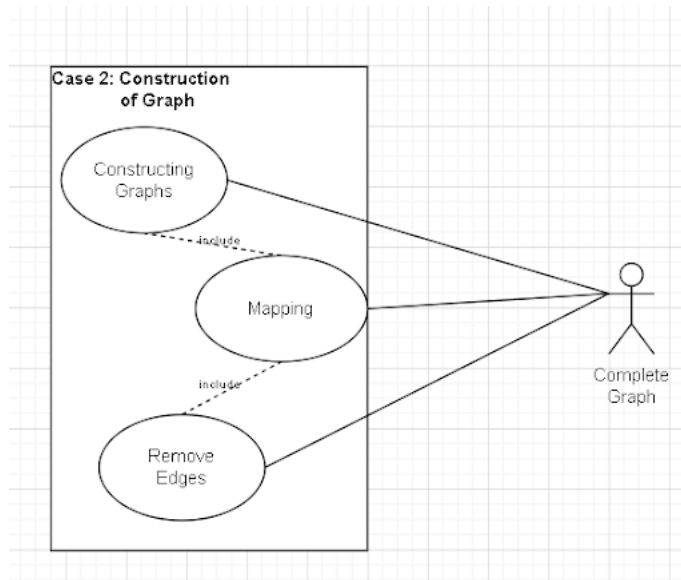 Case 2: Construction
of Graph
Constructing
Graphs
include
Mapping
include
Remove
Edges
Complete
Graph